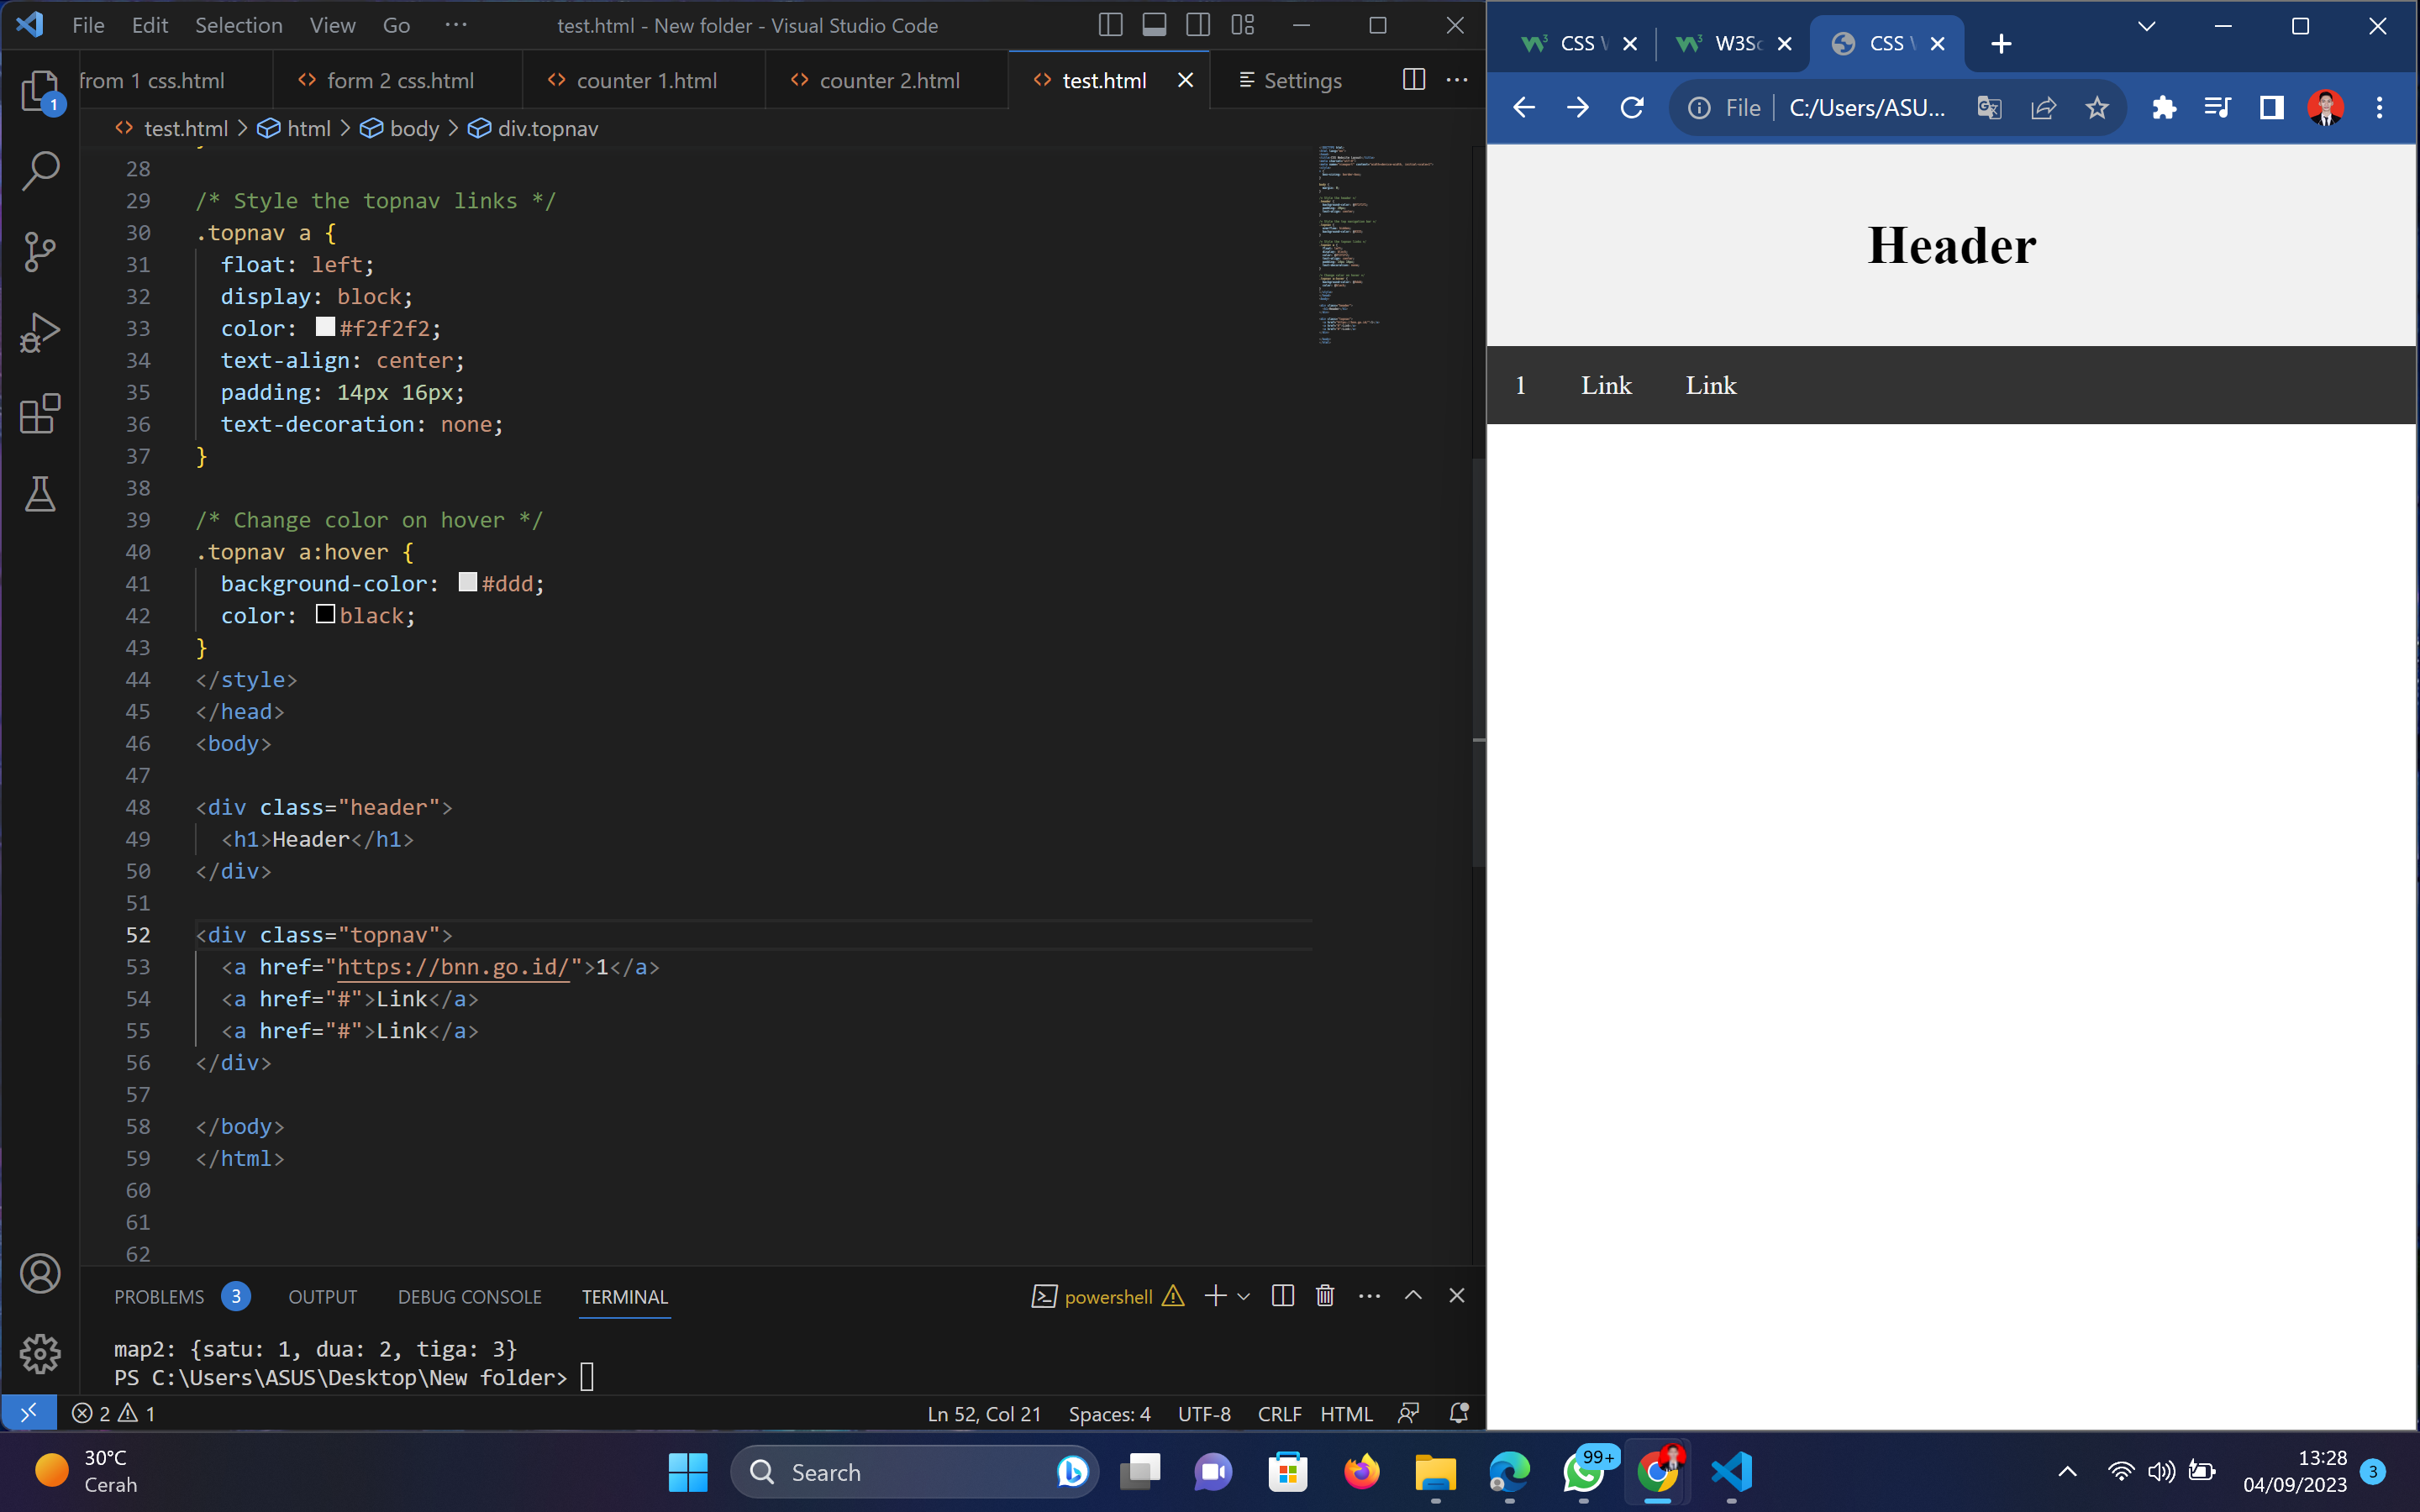 File Edit Selection View Go ··· test.html - New folder - Visual Studio Code
from 1 css.html form 2 css.html counter 1.html counter 2.html test.html Settings
1
test.html > html > body > div.topnav
28
29 /* Style the topnav links */
30 .topnav a {
31 float: left;
32 display: block;
33 color: #f2f2f2;
34 text-align: center;
35 padding: 14px 16px;
36 text-decoration: none;
37 }
38
39 /* Change color on hover */
40 .topnav a:hover {
41 background-color: #ddd;
42 color: black;
43 }
44 </style>
45 </head>
46 <body>
47
48 <div class="header">
49 <h1>Header</h1>
50 </div>
51
52 <div class="topnav">
53 <a href="https://bnn.go.id/">1</a>
54 <a href="#">Link</a>
55 <a href="#">Link</a>
56 </div>
57
58 </body>
59 </html>
60
61
62
PROBLEMS 3 OUTPUT DEBUG CONSOLE TERMINAL powershell
map2: {satu: 1, dua: 2, tiga: 3}
PS C:\Users\ASUS\Desktop\New folder>
2 1 Ln 52, Col 21 Spaces: 4 UTF-8 CRLF HTML
CSS W3Sc CSS
File C:/Users/ASU...
Header
1 Link Link
30°C
Cerah
Search
99+
13:28
04/09/2023
3